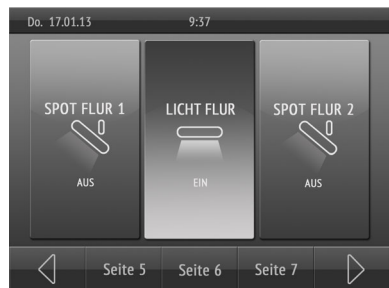 Do. 17.01.13 9:37
SPOT FLUR 1
AUS
LICHT FLUR
EIN
SPOT FLUR 2
AUS
Seite 5 Seite 6 Seite 7